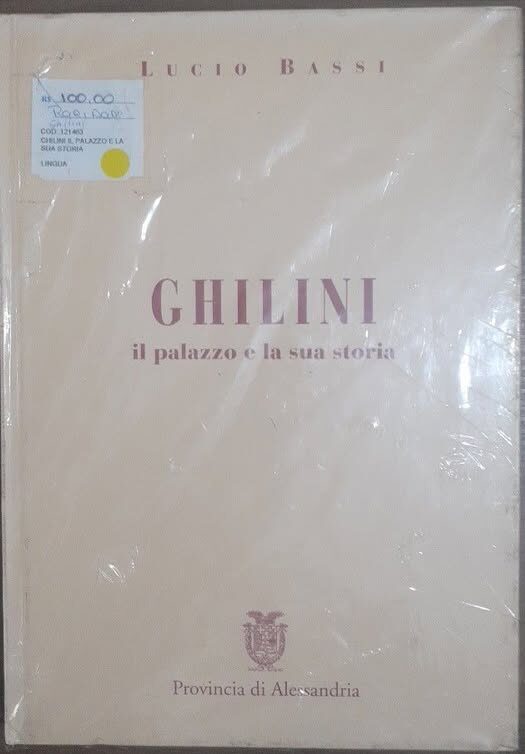 LUCIO BASSI
R$ 100,00
COD. 121463
GHILINI IL PALAZZO E LA
SUA STORIA
LINGUA
GHILINI
il palazzo e la sua storia
Provincia di Alessandria